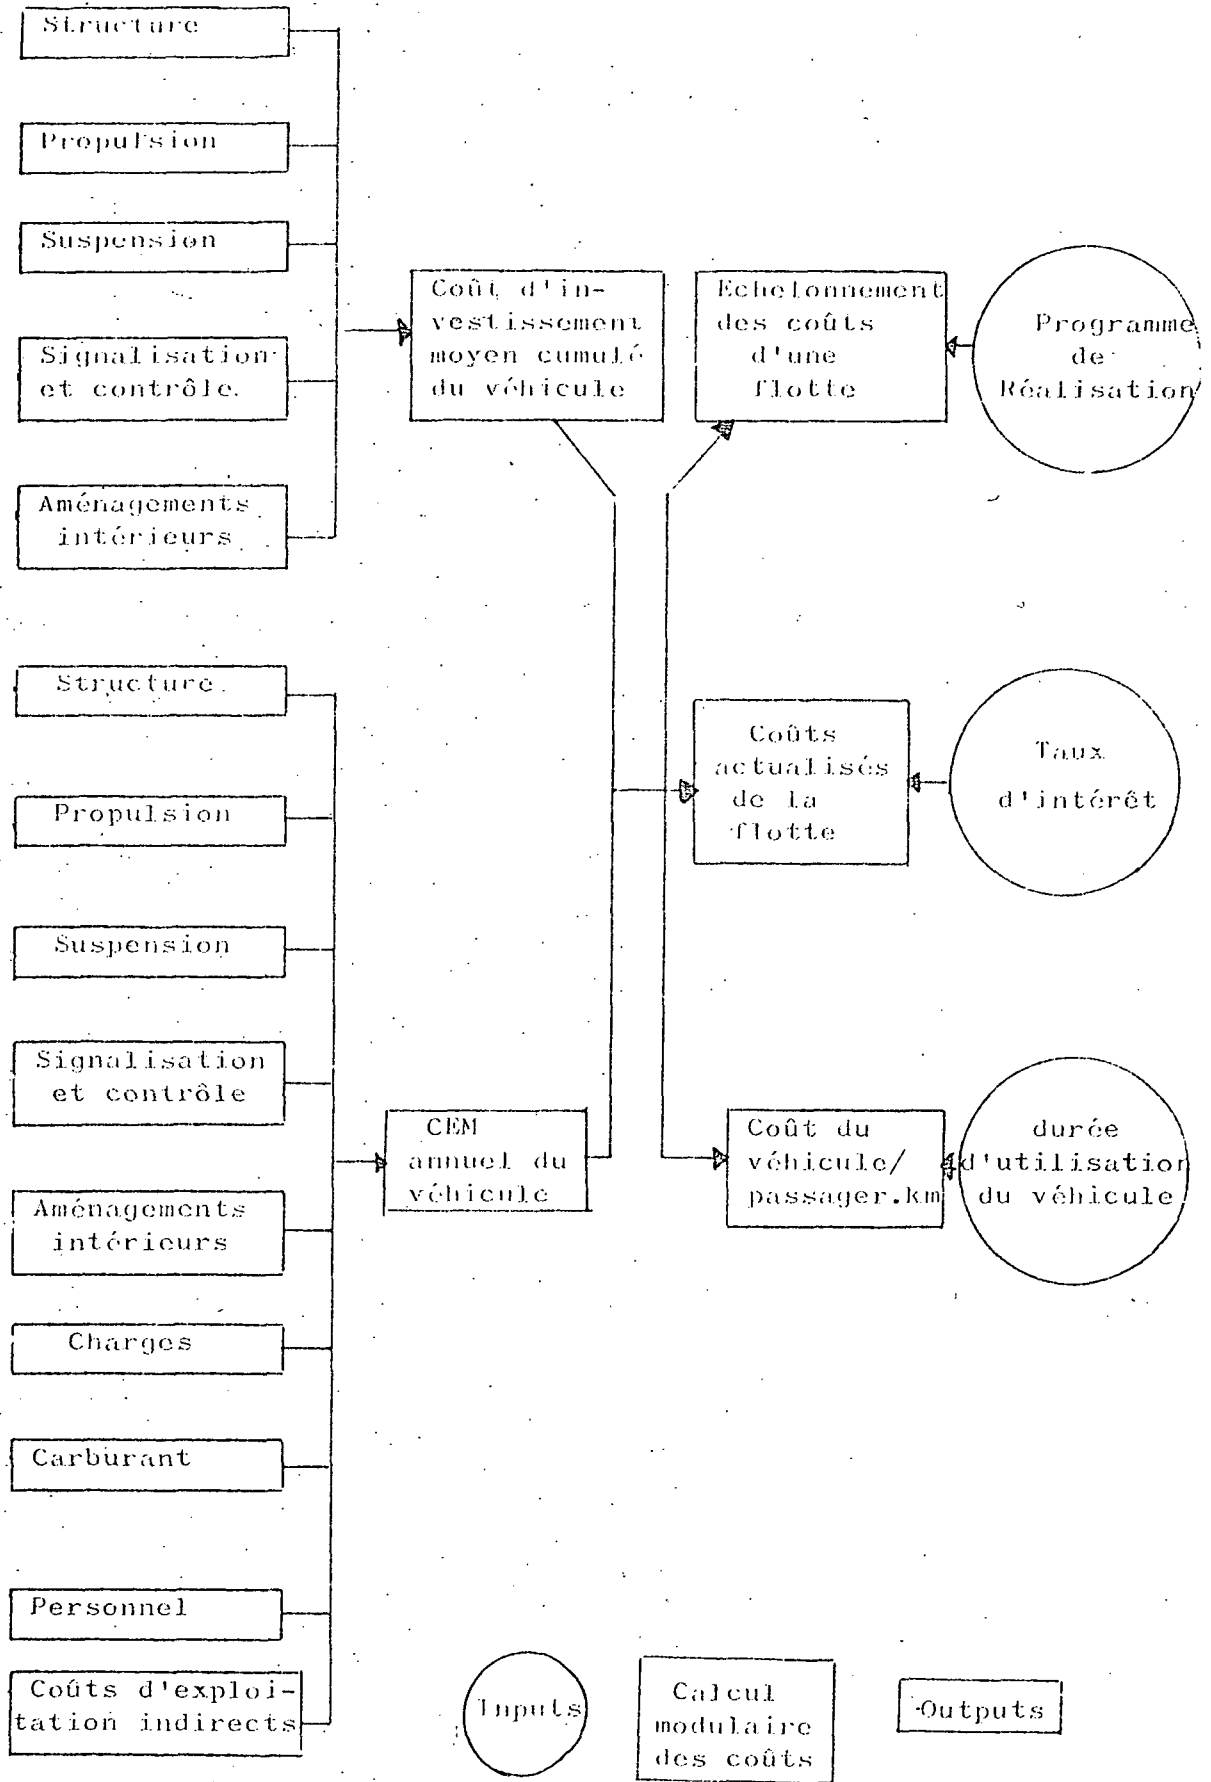 Structure
Propulsion
Suspension
Signalisation
et contrôle.
Aménagements
intérieurs
Coût d'in-
vestissement
moyen cumulé
du véhicule
Echelonnement
des coûts
d'une
flotte
Programme
de
Réalisation
Structure
Propulsion
Suspension
Signalisation
et contrôle
Aménagements
intérieurs
Charges
Carburant
Personnel
Coûts d'exploi-
tation indirects
CEM
annuel du
véhicule
Coûts
actualisés
de la
flotte
Taux
d'intérêt
Coût du
véhicule/
passager.km
durée
d'utilisation
du véhicule
Inputs
Calcul
modulaire
des coûts
Outputs